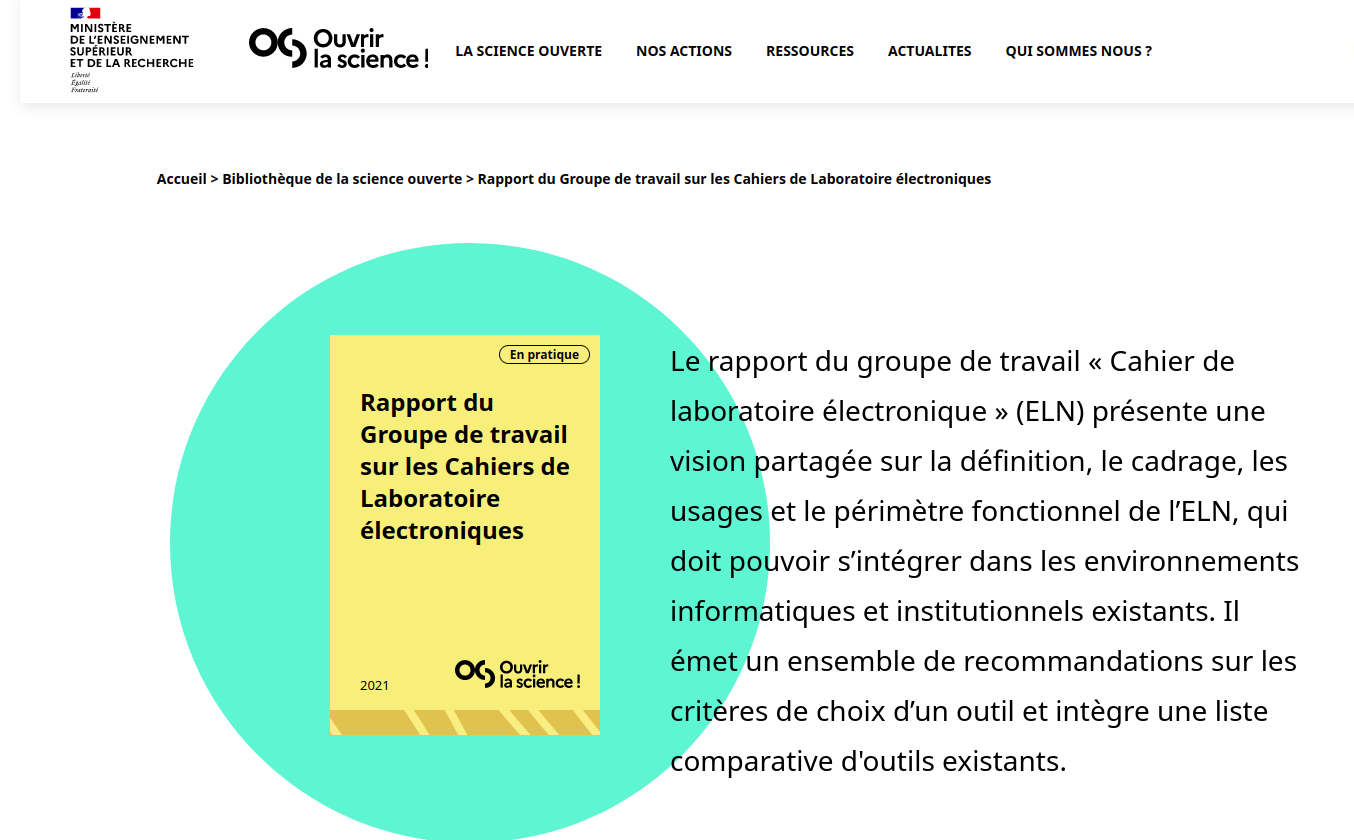 MINISTÈRE
DE L'ENSEIGNEMENT
SUPÉRIEUR
ET DE LA RECHERCHE
Liberté
Égalité
Fraternité
Ouvrir
la science !
LA SCIENCE OUVERTE NOS ACTIONS RESSOURCES ACTUALITES QUI SOMMES NOUS ?
Accueil > Bibliothèque de la science ouverte > Rapport du Groupe de travail sur les Cahiers de Laboratoire électroniques
En pratique
Rapport du
Groupe de travail
sur les Cahiers de
Laboratoire
électroniques
2021
Ouvrir
la science !
Le rapport du groupe de travail « Cahier de
laboratoire électronique » (ELN) présente une
vision partagée sur la définition, le cadrage, les
usages et le périmètre fonctionnel de l’ELN, qui
doit pouvoir s’intégrer dans les environnements
informatiques et institutionnels existants. Il
émet un ensemble de recommandations sur les
critères de choix d’un outil et intègre une liste
comparative d'outils existants.